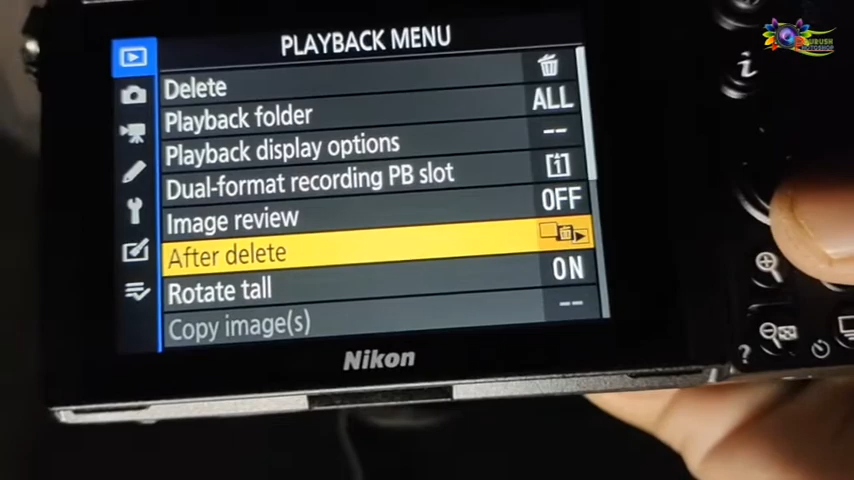 PLAYBACK MENU
Delete
Playback folder ALL
Playback display options --
Dual-format recording PB slot 1
Image review OFF
After delete
Rotate tall ON
Copy image(s) --
Nikon
i
?